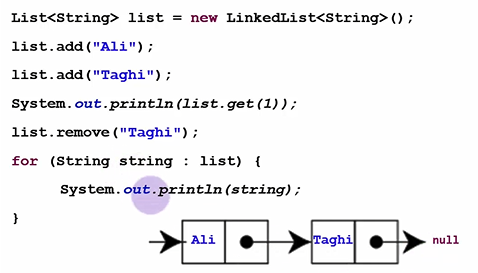 List<String> list = new LinkedList<String>();
list.add("Ali");
list.add("Taghi");
System.out.println(list.get(1));
list.remove("Taghi");
for (String string : list) {
System.out.println(string);
}
Ali Taghi null